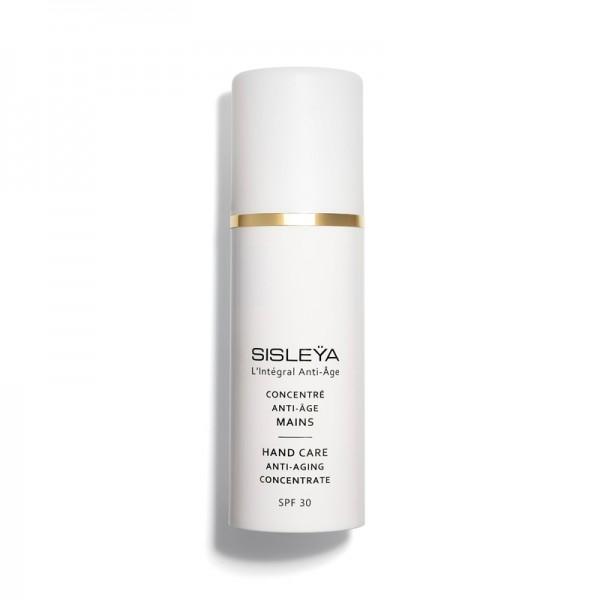 SISLEŸA
L'Intégral Anti-Âge
CONCENTRÉ
ANTI-ÂGE
MAINS
HAND CARE
ANTI-AGING
CONCENTRATE
SPF 30